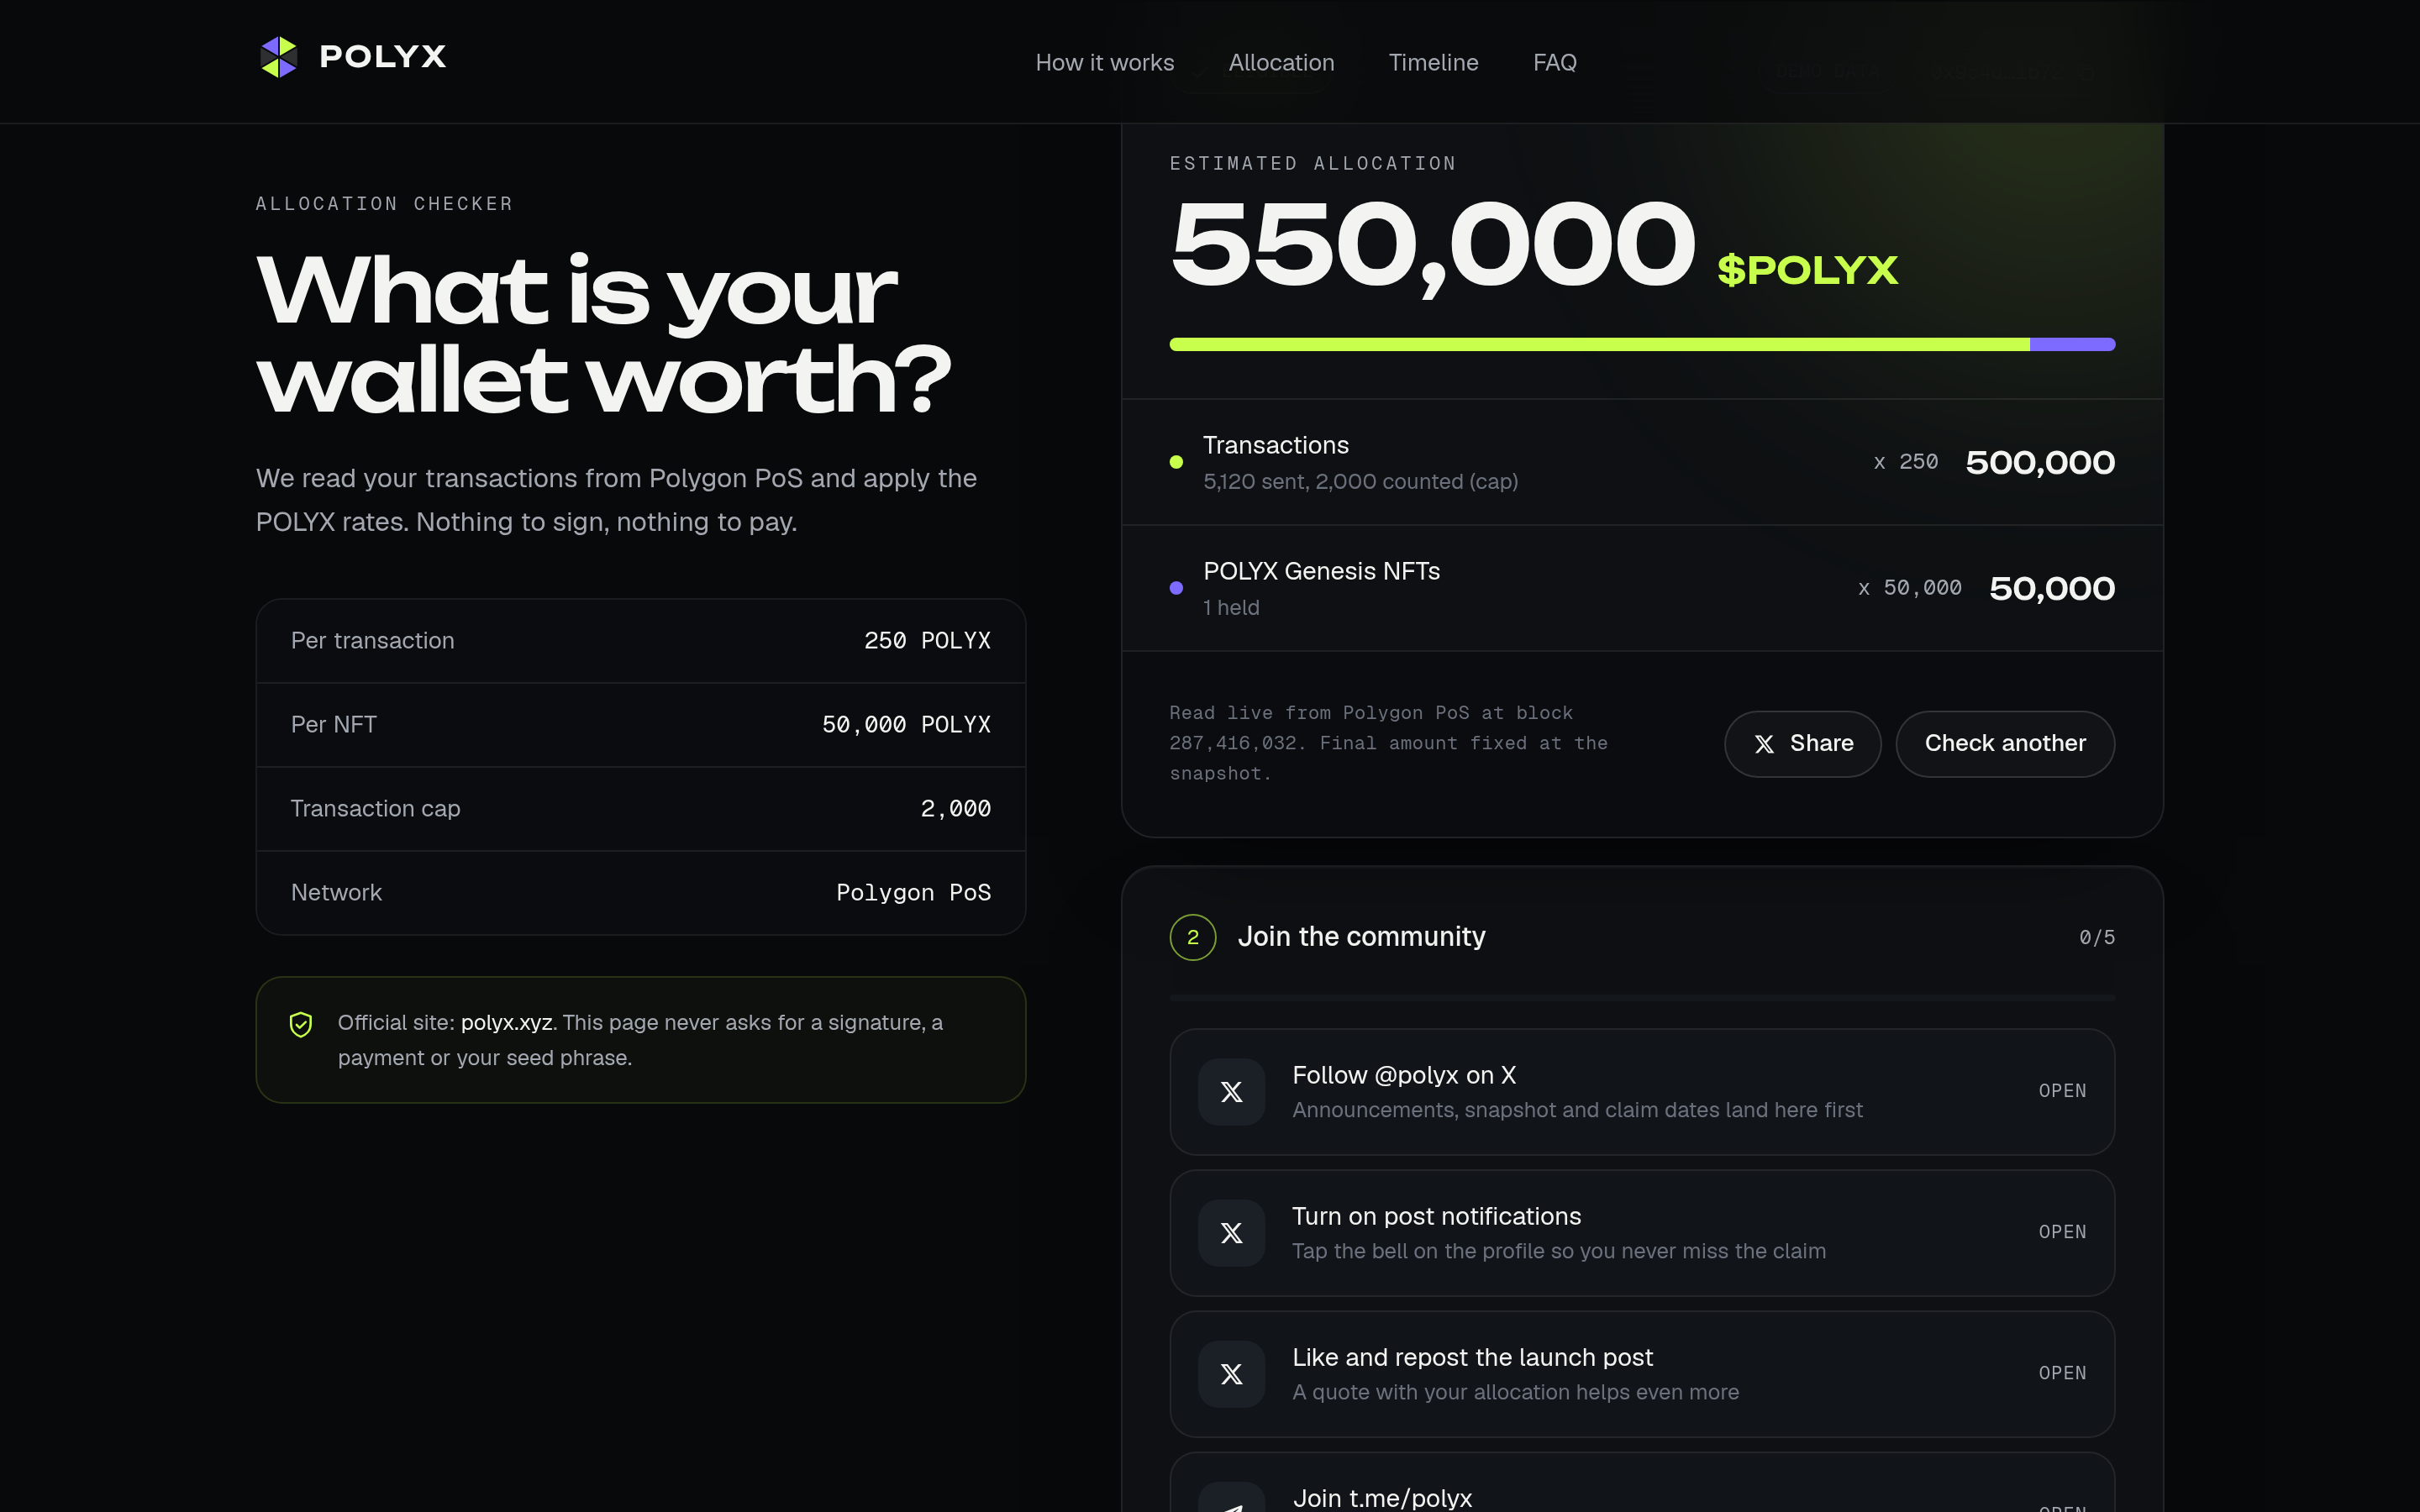 POLYX
How it works
Allocation
Timeline
FAQ
ALLOCATION CHECKER
What is your
wallet worth?
We read your transactions from Polygon PoS and apply the
POLYX rates. Nothing to sign, nothing to pay.
Per transaction
250 POLYX
Per NFT
50,000 POLYX
Transaction cap
2,000
Network
Polygon PoS
Official site: polyx.xyz. This page never asks for a signature, a
payment or your seed phrase.
ESTIMATED ALLOCATION
550,000 $POLYX
Transactions
5,120 sent, 2,000 counted (cap)
x 250 500,000
POLYX Genesis NFTs
1 held
x 50,000 50,000
Read live from Polygon PoS at block
287,416,032. Final amount fixed at the
snapshot.
Share
Check another
2 Join the community
0/5
Follow @polyx on X
Announcements, snapshot and claim dates land here first
OPEN
Turn on post notifications
Tap the bell on the profile so you never miss the claim
OPEN
Like and repost the launch post
A quote with your allocation helps even more
OPEN
Join t.me/polyx
OPEN